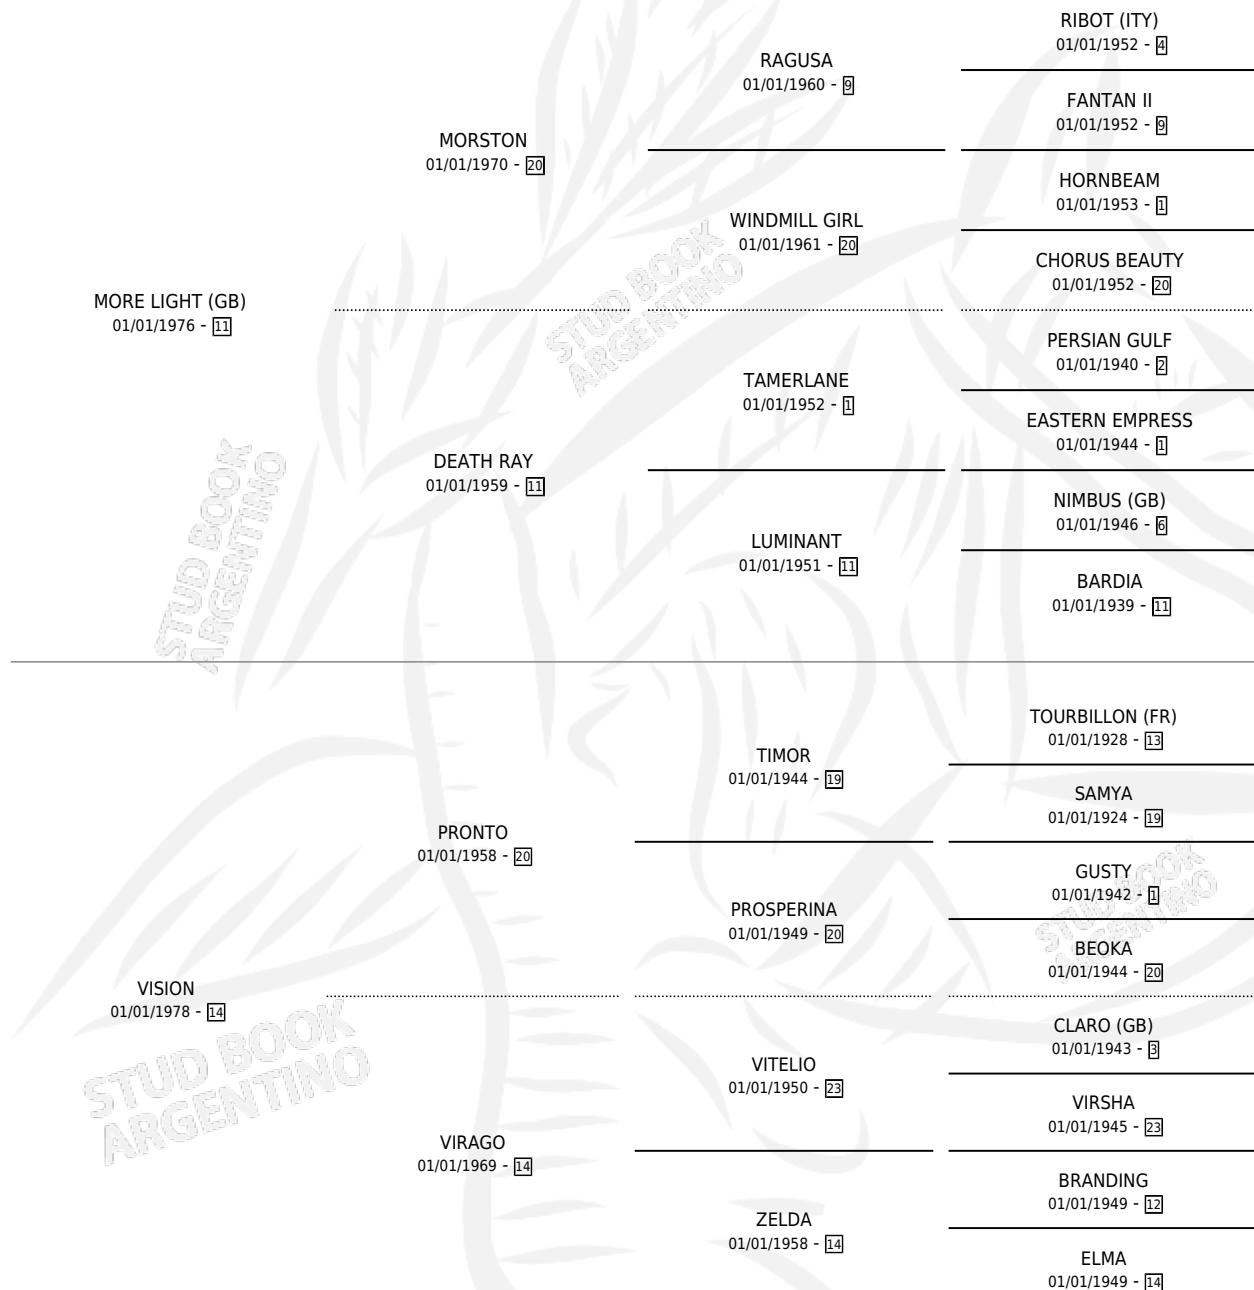 RIBOT (ITY)
01/01/1952 - 4
RAGUSA
01/01/1960 - 9
FANTAN II
01/01/1952 - 9
MORSTON
01/01/1970 - 20
HORNBEAM
01/01/1953 - 1
WINDMILL GIRL
01/01/1961 - 20
CHORUS BEAUTY
01/01/1952 - 20
MORE LIGHT (GB)
01/01/1976 - 11
PERSIAN GULF
01/01/1940 - 2
TAMERLANE
01/01/1952 - 1
EASTERN EMPRESS
01/01/1944 - 1
DEATH RAY
01/01/1959 - 11
NIMBUS (GB)
01/01/1946 - 6
LUMINANT
01/01/1951 - 11
BARDIA
01/01/1939 - 11
TOURBILLON (FR)
01/01/1928 - 13
TIMOR
01/01/1944 - 19
SAMYA
01/01/1924 - 19
PRONTO
01/01/1958 - 20
GUSTY
01/01/1942 - 1
PROSPERINA
01/01/1949 - 20
BEOKA
01/01/1944 - 20
VISION
01/01/1978 - 14
CLARO (GB)
01/01/1943 - 3
VITELIO
01/01/1950 - 23
VIRSHA
01/01/1945 - 23
VIRAGO
01/01/1969 - 14
BRANDING
01/01/1949 - 12
ZELDA
01/01/1958 - 14
ELMA
01/01/1949 - 14
STUD BOOK
ARGENTINO
STUD BOOK
ARGENTINO
STUD BOOK
ARGENTINO
STUD BOOK
ARGENTINO